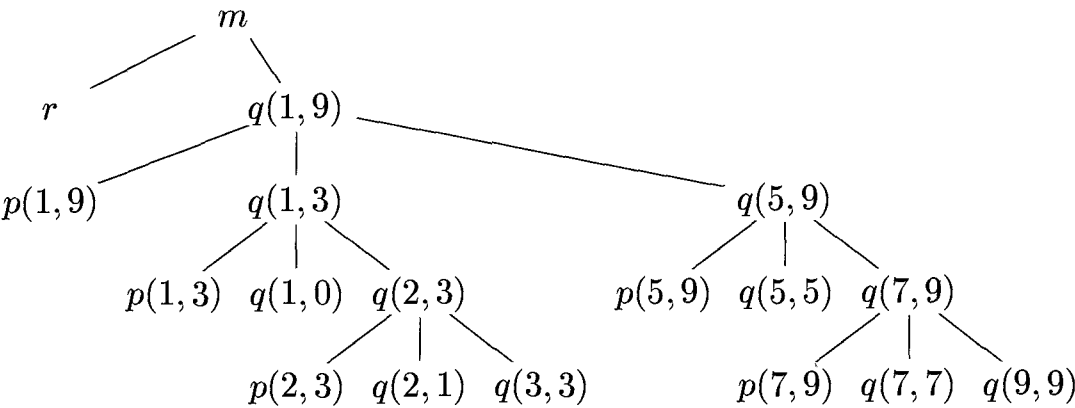 m
r q(1, 9)
p(1, 9) q(1, 3) q(5, 9)
p(1, 3) q(1, 0) q(2, 3) p(5, 9) q(5, 5) q(7, 9)
p(2, 3) q(2, 1) q(3, 3) p(7, 9) q(7, 7) q(9, 9)